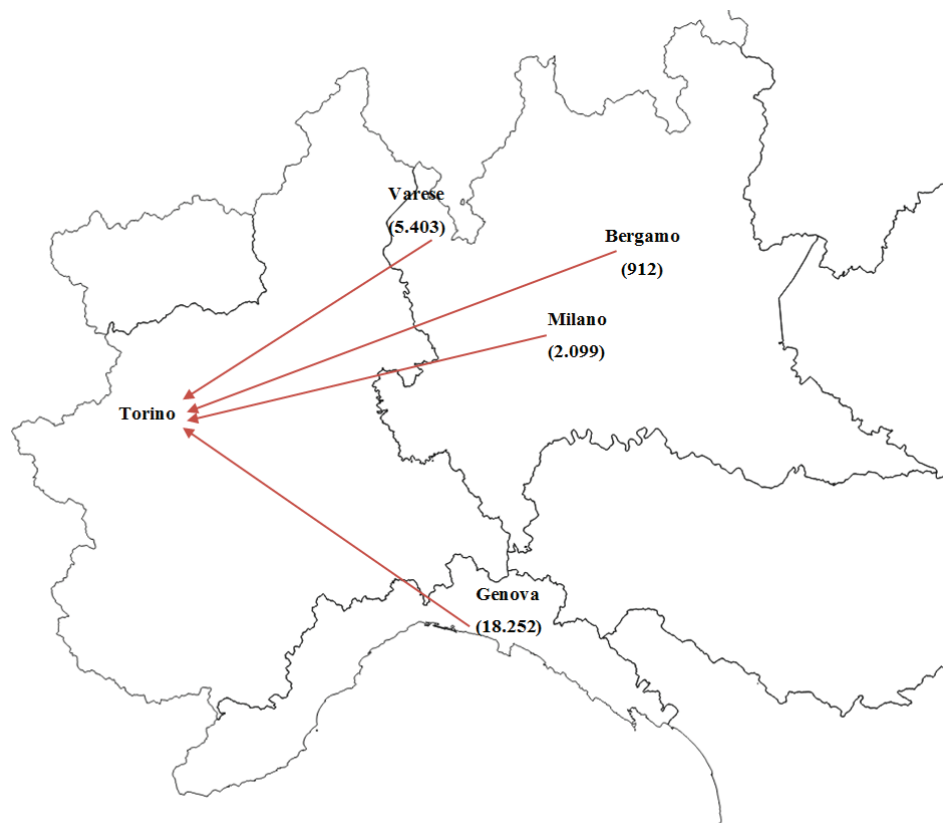 Varese
(5.403)
Bergamo
(912)
Milano
(2.099)
Torino
Genova
(18.252)